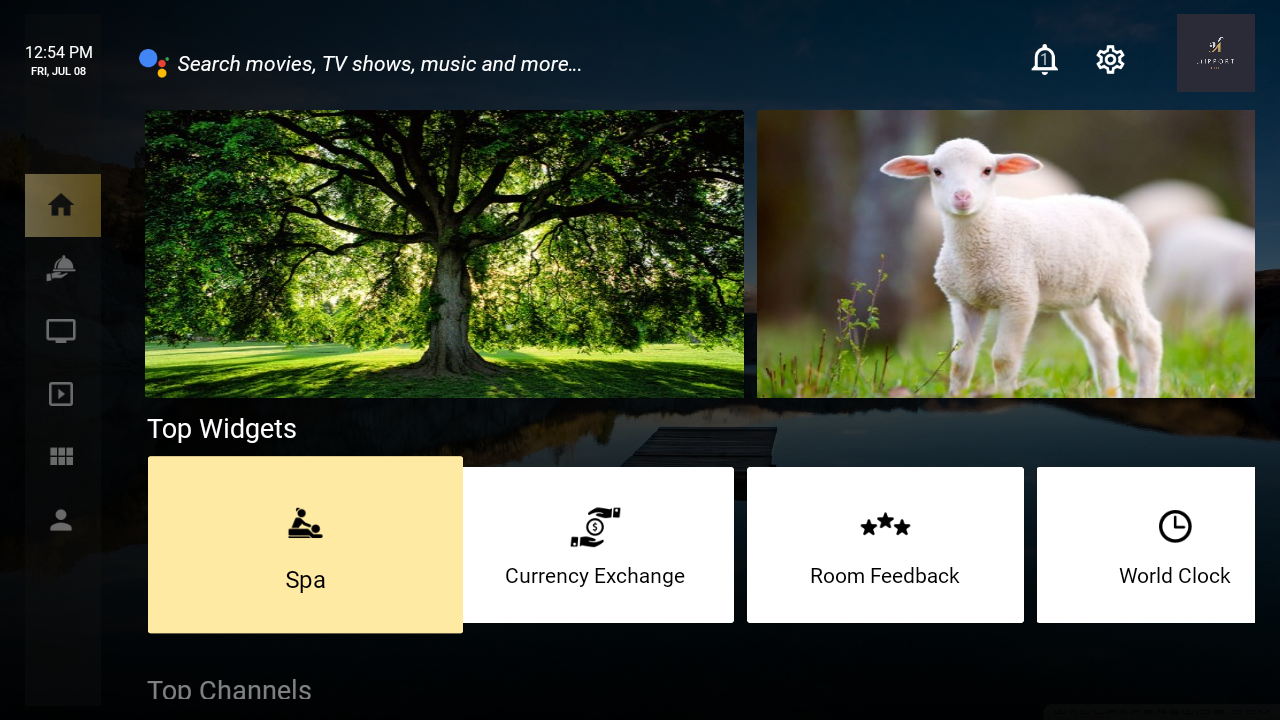 12:54 PM
FRI, JUL 08
Search movies, TV shows, music and more...
1
Top Widgets
Spa
$
Currency Exchange
Room Feedback
World Clock
Top Channels